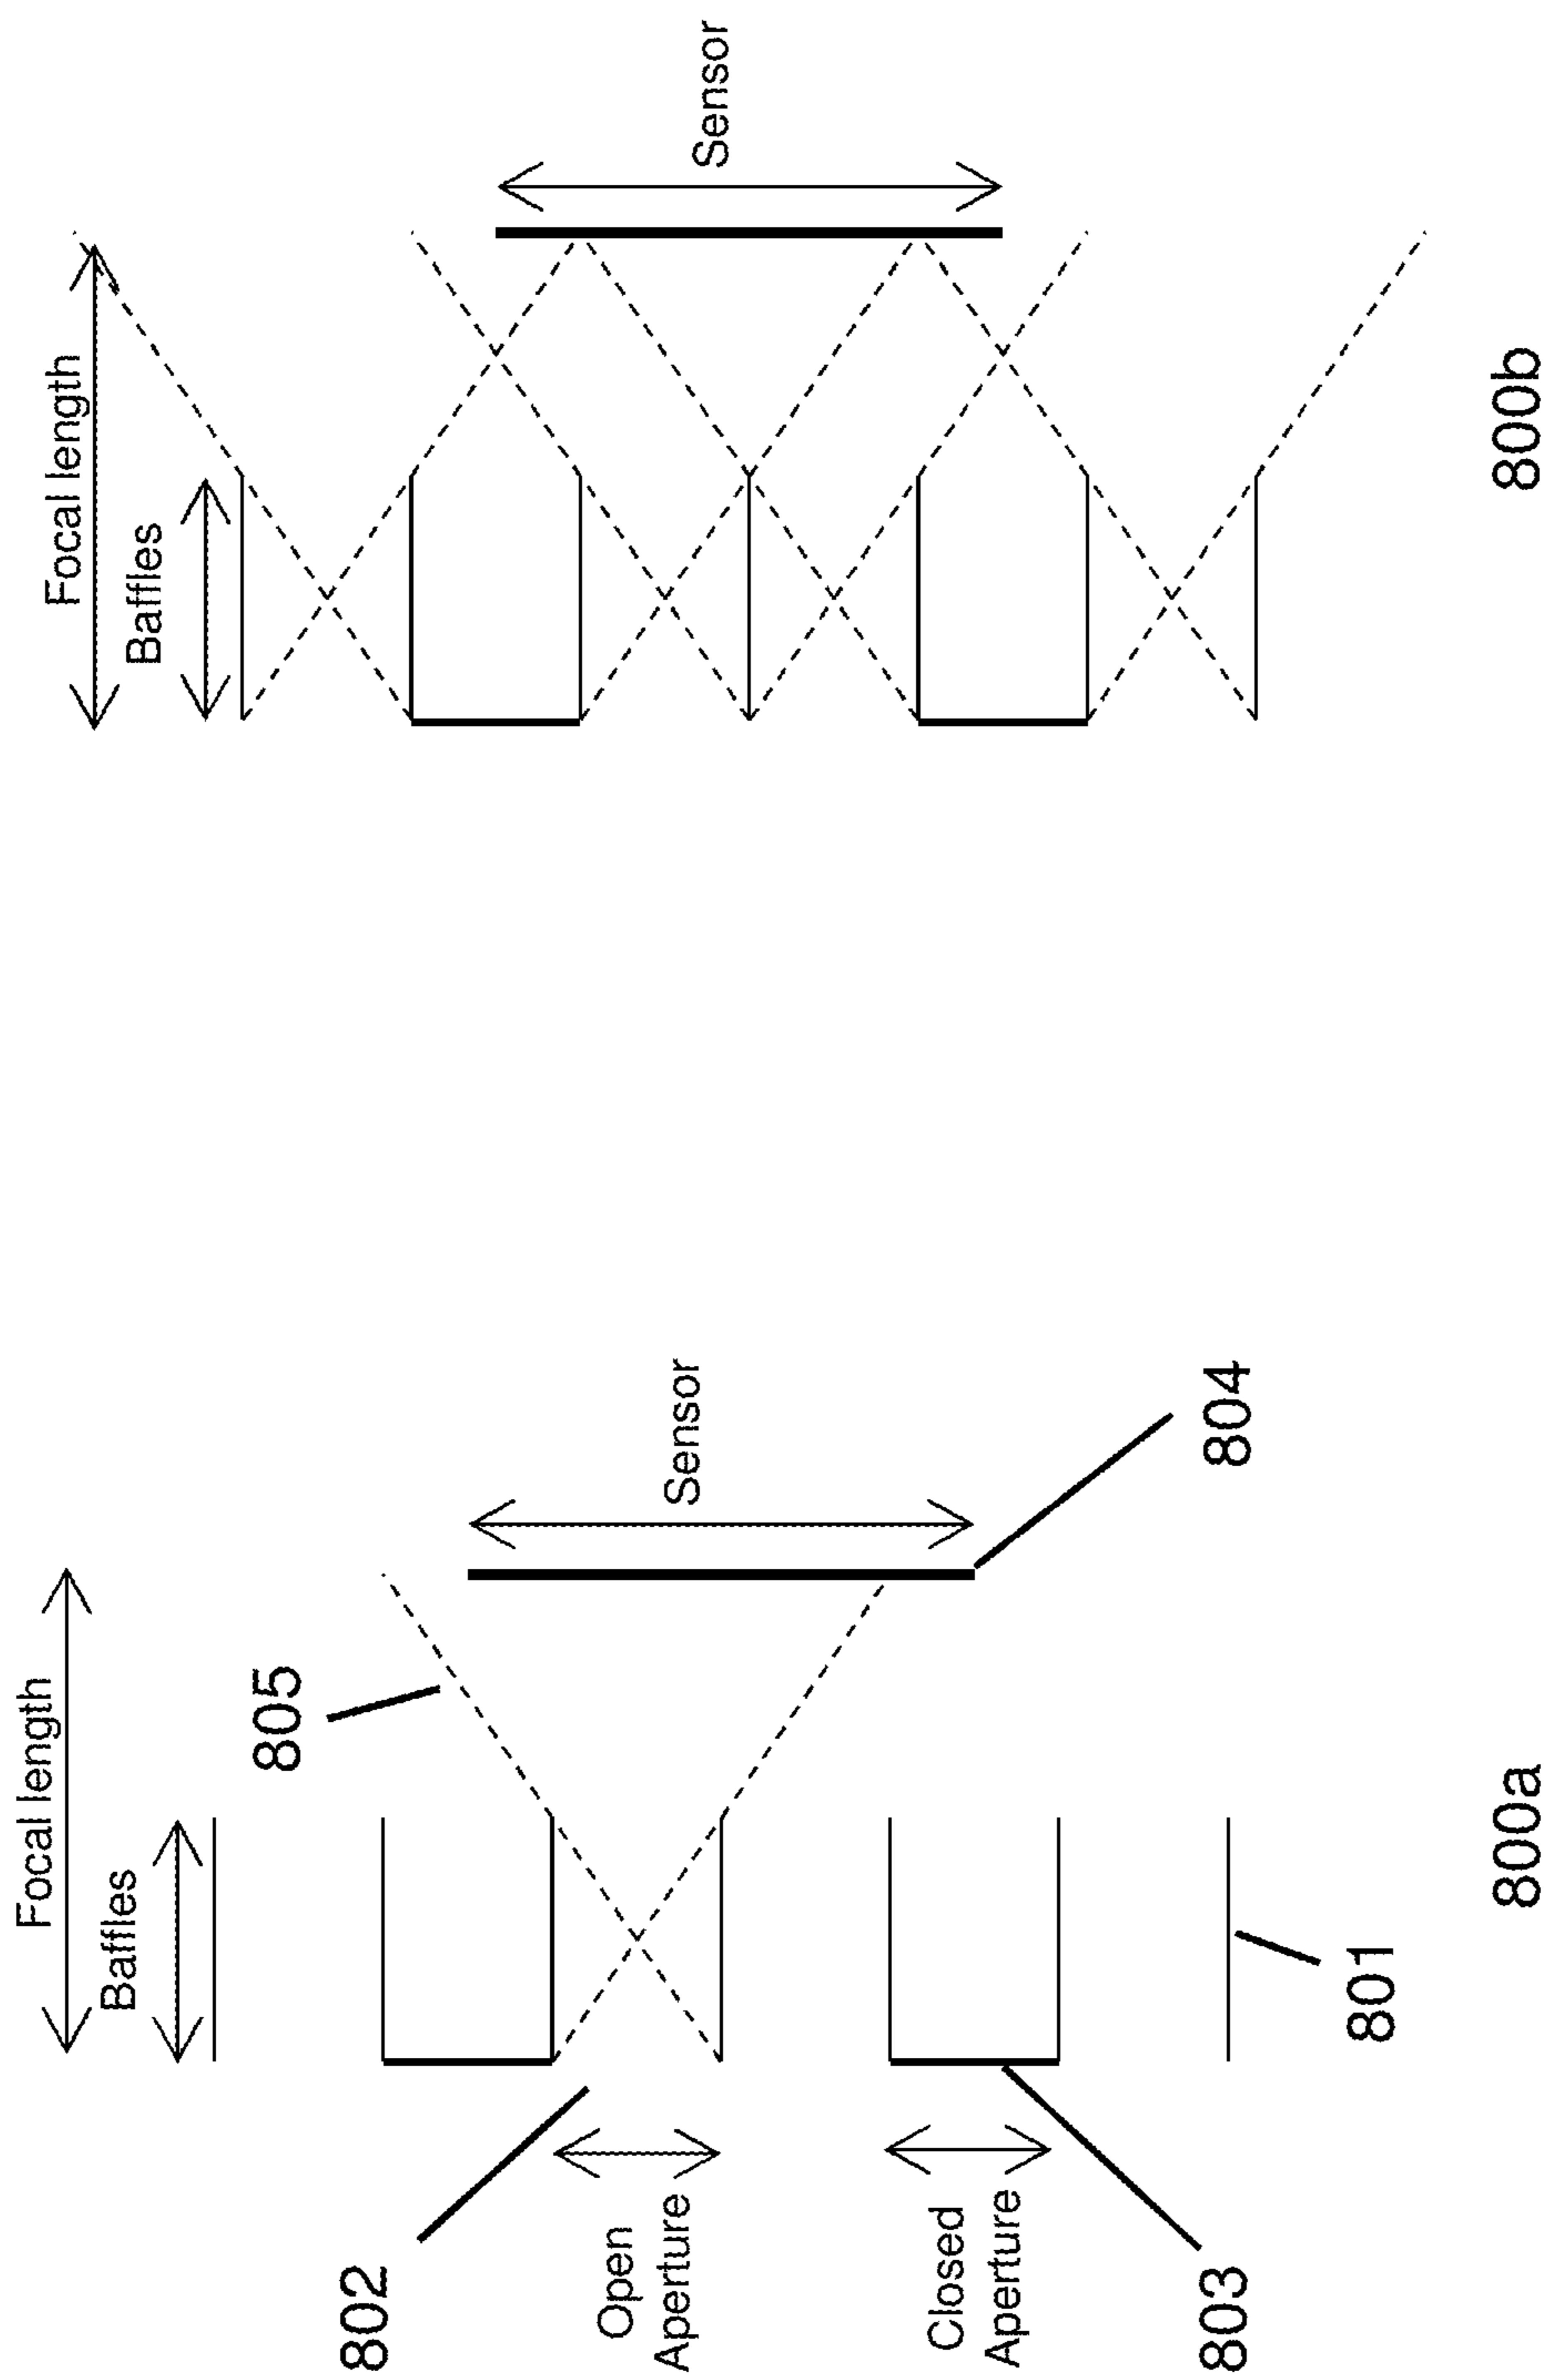 Focal length
Baffles
Sensor
800b
Focal length
Baffles
805
Sensor
804
802
Open
Aperture
Closed
Aperture
803
801
800a